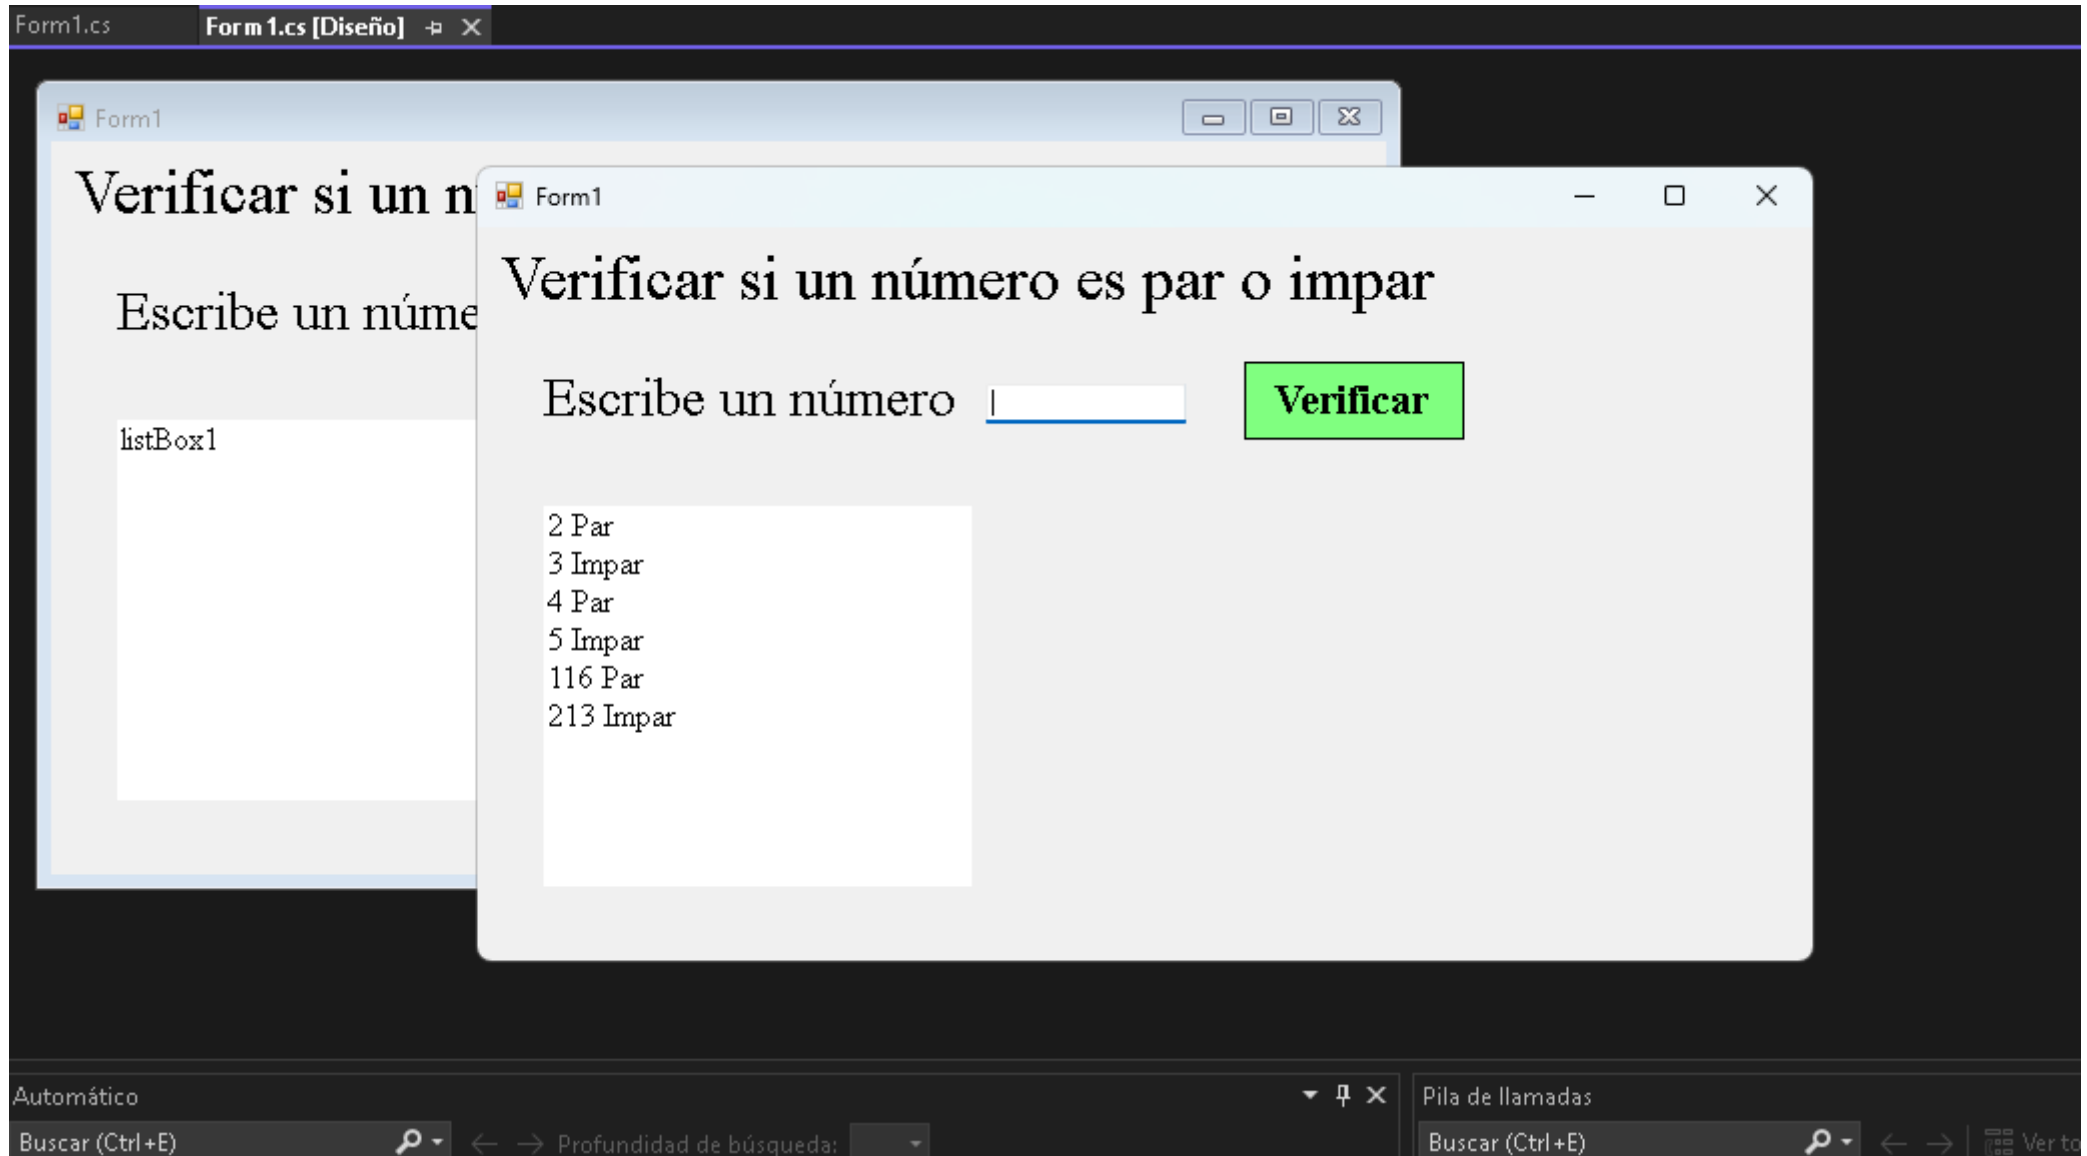 Form1.cs
Form1.cs [Diseño]
Form1
Verificar si un n
Escribe un núme
listBox1
Form1
Verificar si un número es par o impar
Escribe un número
Verificar
2 Par
3 Impar
4 Par
5 Impar
116 Par
213 Impar
Automático
Buscar (Ctrl+E)
Profundidad de búsqueda:
Pila de llamadas
Buscar (Ctrl+E)
Ver to